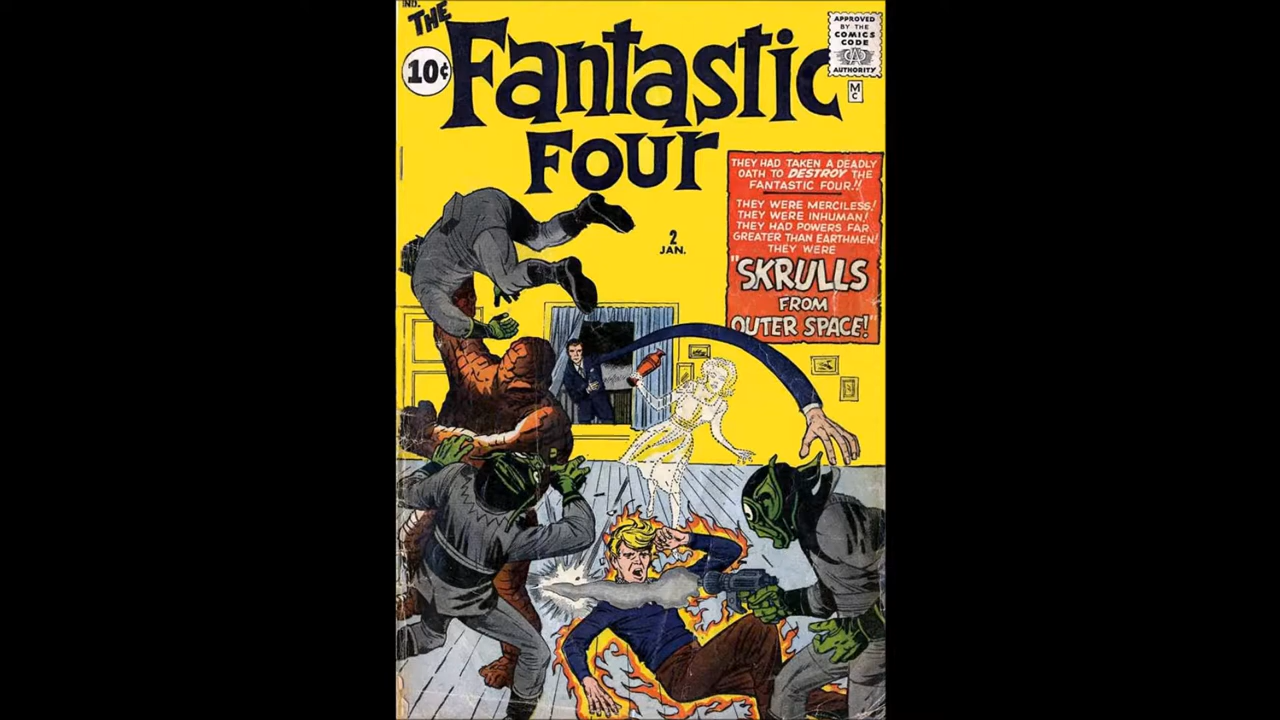 IND.
THE
Fantastic
Four
10¢
APPROVED
BY THE
COMICS
CODE
CA
AUTHORITY
M
C
THEY HAD TAKEN A DEADLY
OATH TO DESTROY THE
FANTASTIC FOUR!!
THEY WERE MERCILESS!
THEY WERE INHUMAN!
THEY HAD POWERS FAR
GREATER THAN EARTHMEN!
THEY WERE
"SKRULLS
FROM
OUTER SPACE!"
2
JAN.